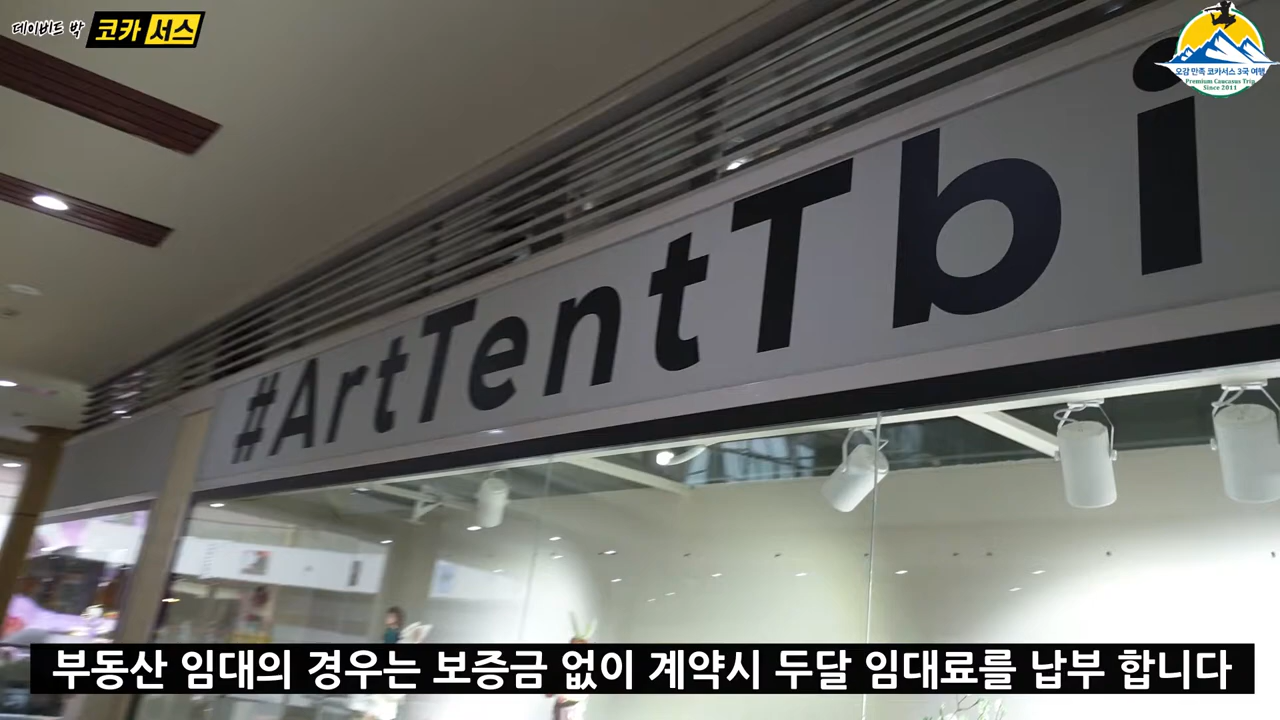 데이버드 박 코카서스
오감 만족 코카서스 3국 여행
Premium Caucasus Trip
Since 2011
#ArtTentTbi
부동산 임대의 경우는 보증금 없이 계약시 두달 임대료를 납부 합니다